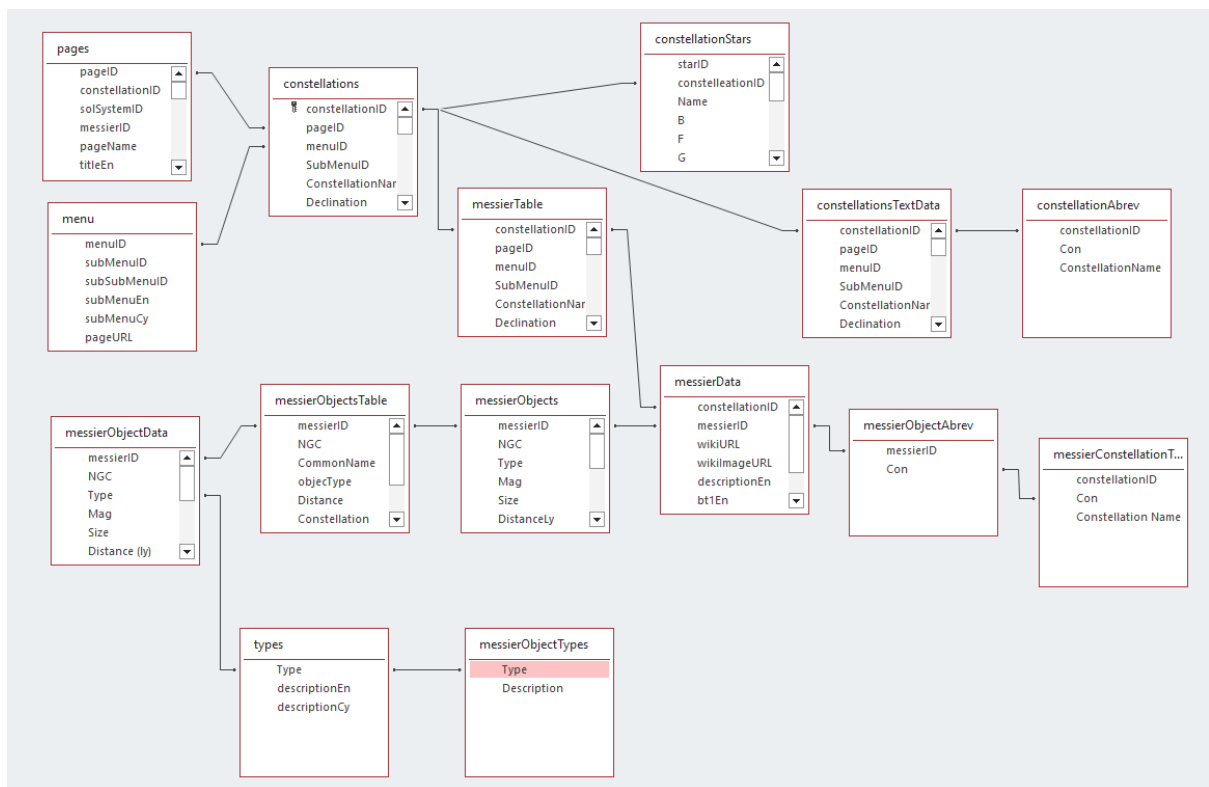 pages
pageID
constellationID
solSystemID
messierID
pageName
titleEn
constellations
constellationID
pageID
menuID
SubMenuID
ConstellationNar
Declination
constellationStars
starID
constelleationID
Name
B
F
G
menu
menuID
subMenuID
subSubMenuID
subMenuEn
subMenuCy
pageURL
messierTable
constellationID
pageID
menuID
SubMenuID
ConstellationNar
Declination
constellationsTextData
constellationID
pageID
menuID
SubMenuID
ConstellationNar
Declination
constellationAbrev
constellationID
Con
ConstellationName
messierObjectData
messierID
NGC
Type
Mag
Size
Distance (ly)
messierObjectsTable
messierID
NGC
CommonName
objecType
Distance
Constellation
messierObjects
messierID
NGC
Type
Mag
Size
DistanceLy
messierData
constellationID
messierID
wikiURL
wikiImageURL
descriptionEn
bt1En
messierObjectAbrev
messierID
Con
messierConstellationT...
constellationID
Con
Constellation Name
types
Type
descriptionEn
descriptionCy
messierObjectTypes
Type
Description